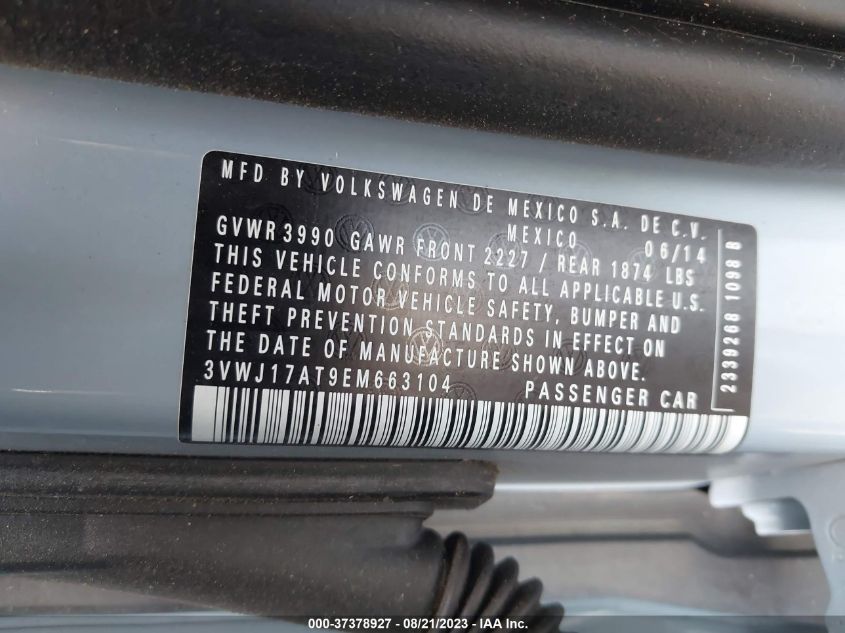 MFD BY VOLKSWAGEN DE MEXICO S.A. DE C.V.
MEXICO 06/14
GVWR 3990 GAWR FRONT 2227 / REAR 1874 LBS
THIS VEHICLE CONFORMS TO ALL APPLICABLE U.S.
FEDERAL MOTOR VEHICLE SAFETY, BUMPER AND
THEFT PREVENTION STANDARDS IN EFFECT ON
THE DATE OF MANUFACTURE SHOWN ABOVE.
3VWJ17AT9EM663104 PASSENGER CAR
2339268 1098 B
000-37378927 - 08/21/2023 - IAA Inc.